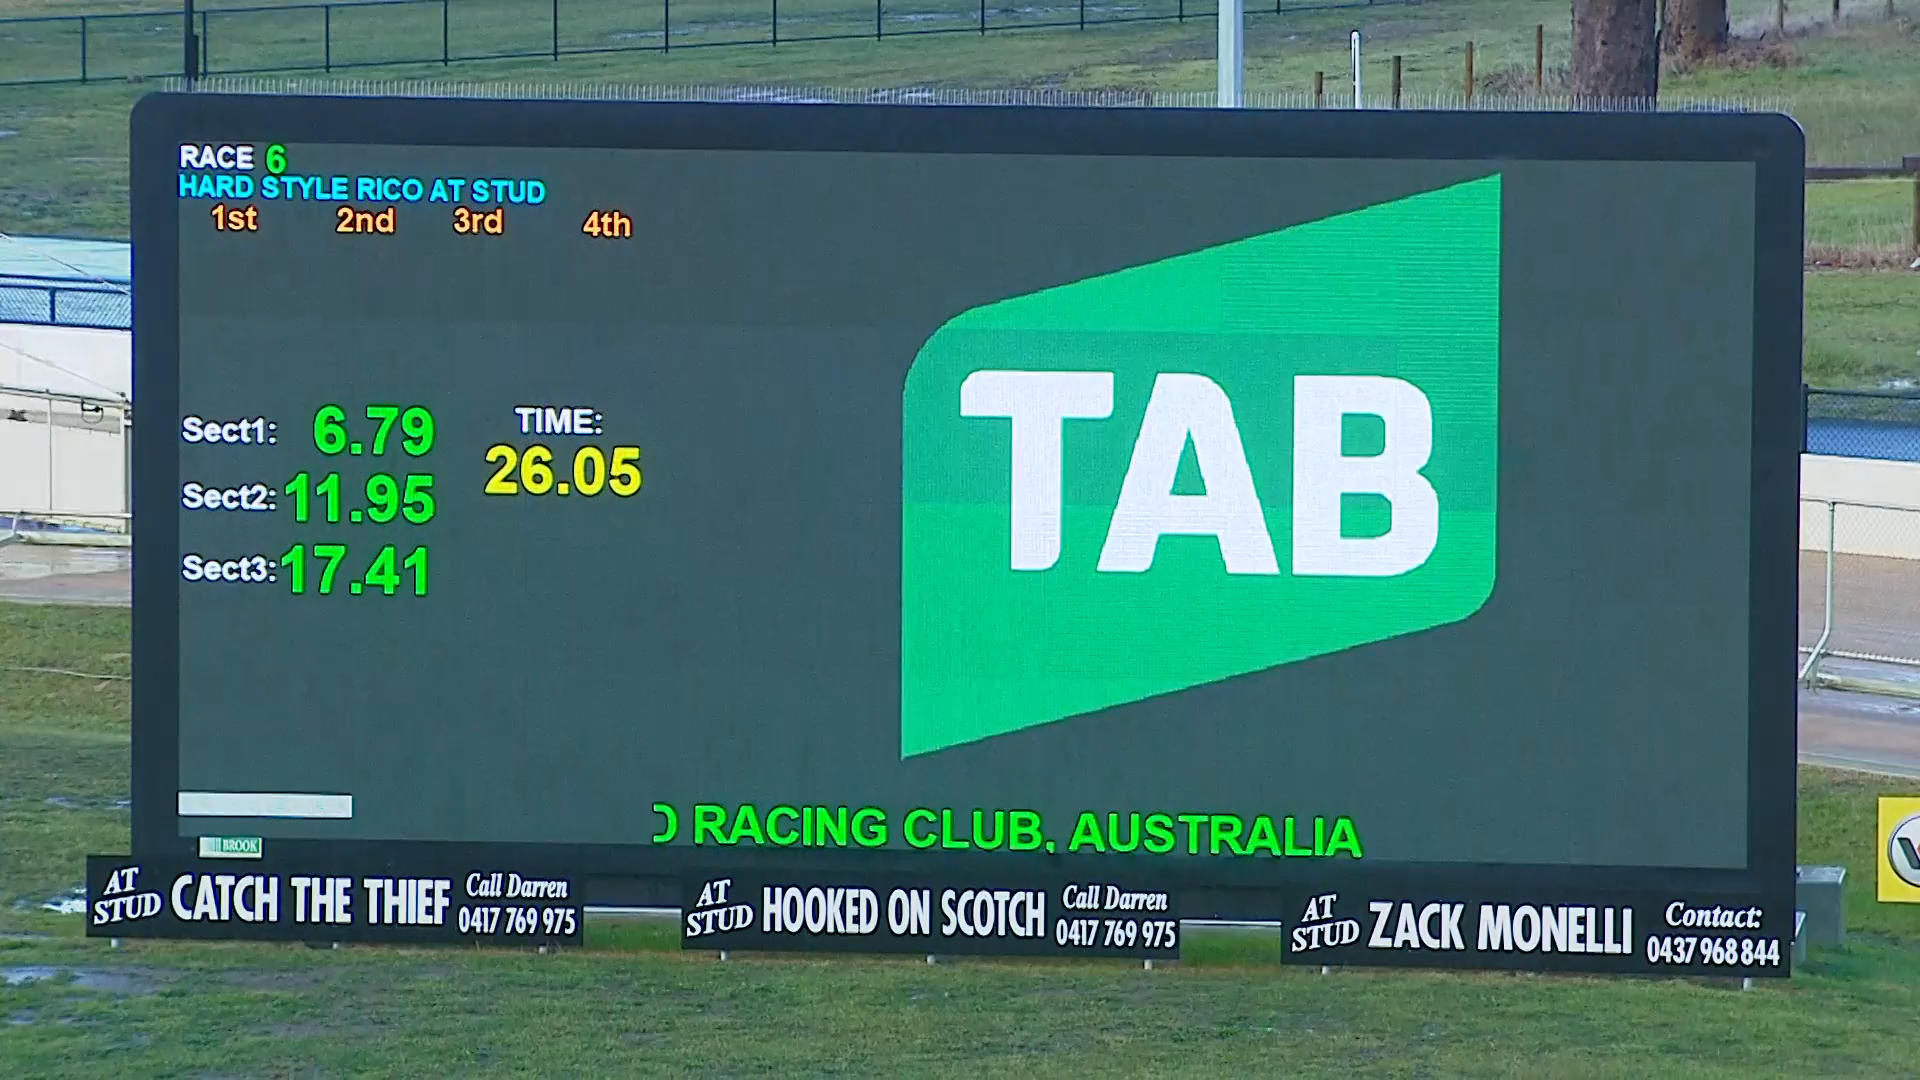 RACE 6
HARD STYLE RICO AT STUD
1st 2nd 3rd 4th
Sect1: 6.79
TIME:
26.05
Sect2: 11.95
Sect3: 17.41
TAB
RACING CLUB, AUSTRALIA
BROOK
AT STUD CATCH THE THIEF Call Darren 0417 769 975
AT STUD HOOKED ON SCOTCH Call Darren 0417 769 975
AT STUD ZACK MONELLI Contact: 0437 968 844